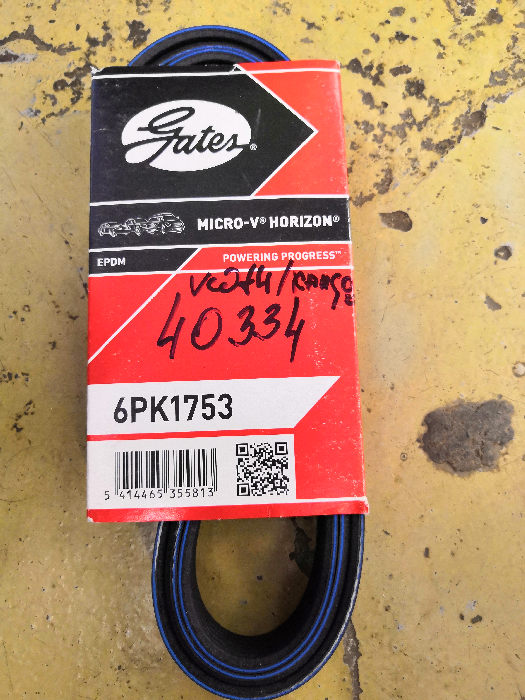 Gates®
MICRO-V® HORIZON®
EPDM
POWERING PROGRESS™
40334
6PK1753
5 414465 355813